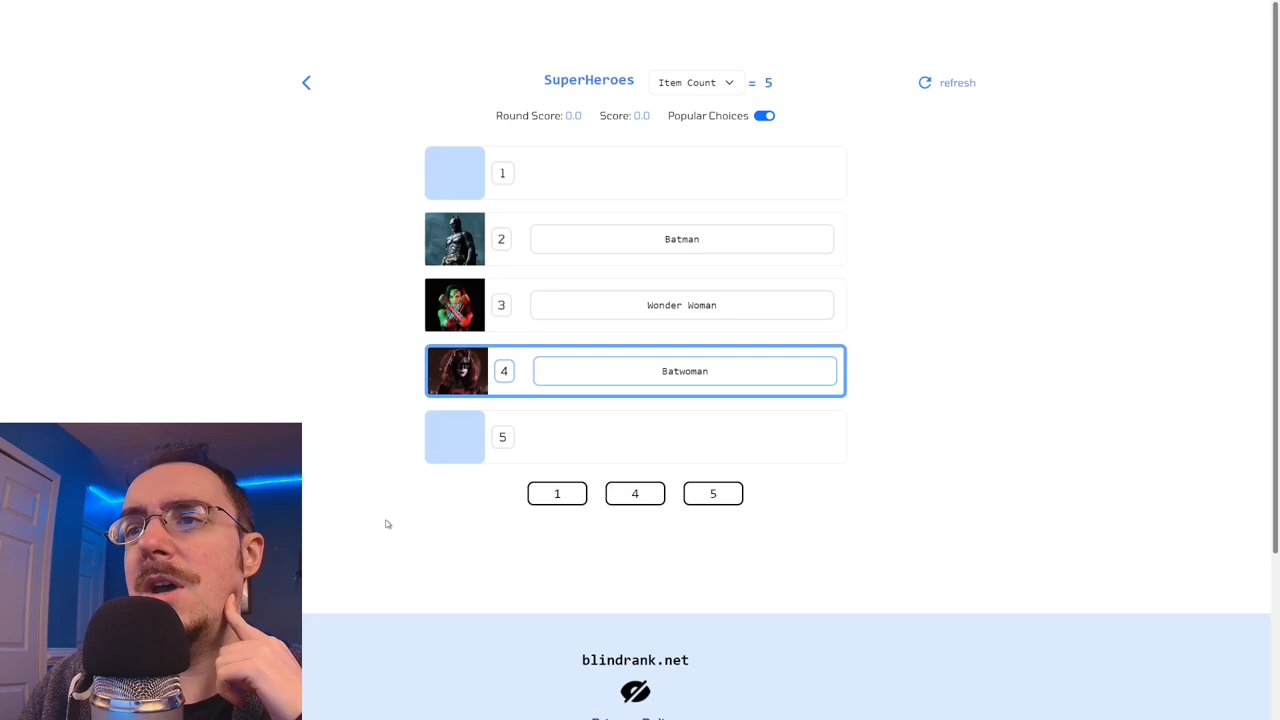 SuperHeroes Item Count = 5 refresh
Round Score: 0.0 Score: 0.0 Popular Choices
1
2 Batman
3 Wonder Woman
4 Batwoman
5
1 4 5
blindrank.net